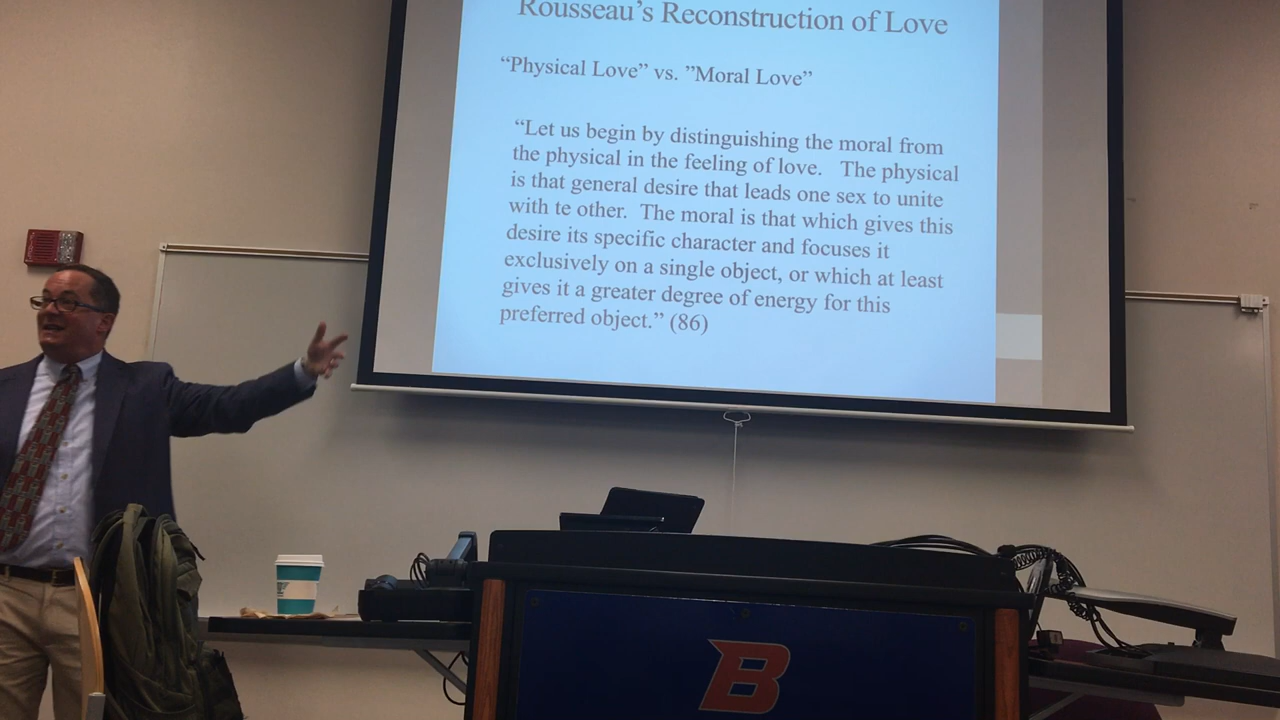 Rousseau's Reconstruction of Love
“Physical Love” vs. ”Moral Love”
“Let us begin by distinguishing the moral from
the physical in the feeling of love. The physical
is that general desire that leads one sex to unite
with te other. The moral is that which gives this
desire its specific character and focuses it
exclusively on a single object, or which at least
gives it a greater degree of energy for this
preferred object.” (86)
B